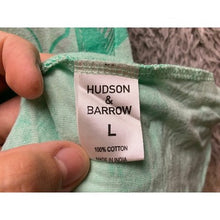 HUDSON
&
BARROW
L
100% COTTON
MADE IN INDIA